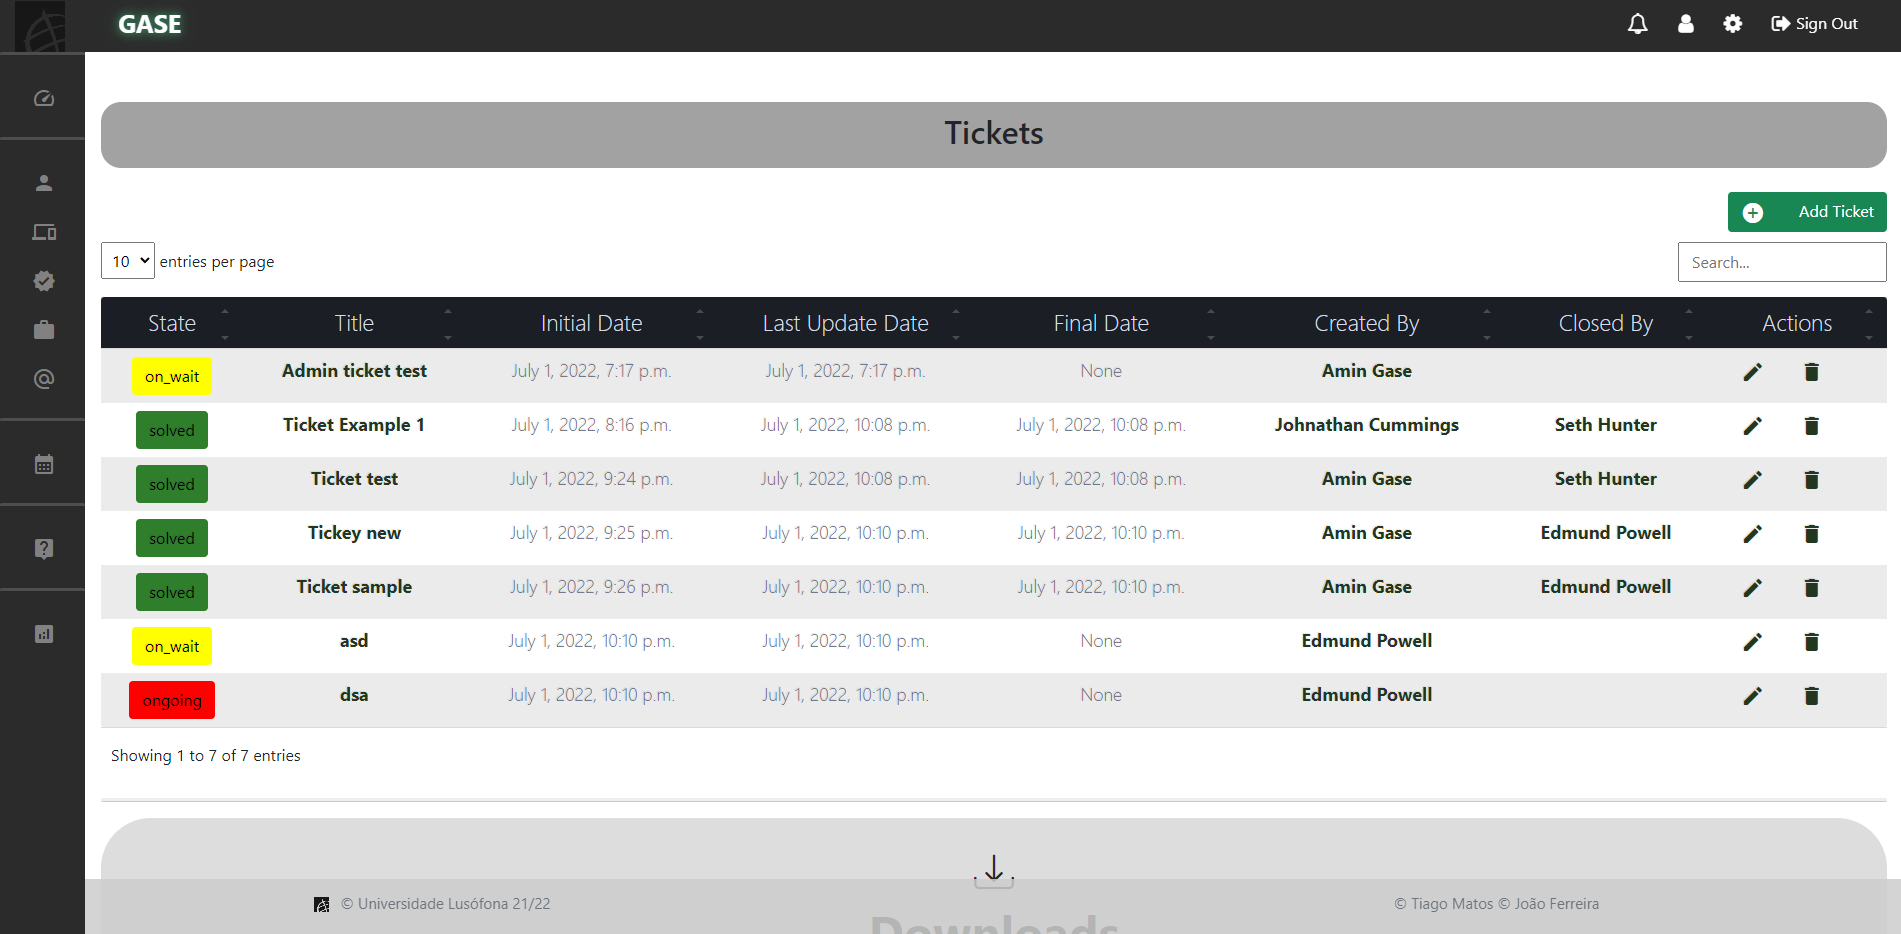 GASE
Sign Out
Tickets
Add Ticket
10 entries per page
Search...
State Title Initial Date Last Update Date Final Date Created By Closed By Actions
on_wait Admin ticket test July 1, 2022, 7:17 p.m. July 1, 2022, 7:17 p.m. None Amin Gase
solved Ticket Example 1 July 1, 2022, 8:16 p.m. July 1, 2022, 10:08 p.m. July 1, 2022, 10:08 p.m. Johnathan Cummings Seth Hunter
solved Ticket test July 1, 2022, 9:24 p.m. July 1, 2022, 10:08 p.m. July 1, 2022, 10:08 p.m. Amin Gase Seth Hunter
solved Tickey new July 1, 2022, 9:25 p.m. July 1, 2022, 10:10 p.m. July 1, 2022, 10:10 p.m. Amin Gase Edmund Powell
solved Ticket sample July 1, 2022, 9:26 p.m. July 1, 2022, 10:10 p.m. July 1, 2022, 10:10 p.m. Amin Gase Edmund Powell
on_wait asd July 1, 2022, 10:10 p.m. July 1, 2022, 10:10 p.m. None Edmund Powell
ongoing dsa July 1, 2022, 10:10 p.m. July 1, 2022, 10:10 p.m. None Edmund Powell
Showing 1 to 7 of 7 entries
© Universidade Lusófona 21/22 © Tiago Matos © João Ferreira
Downloads